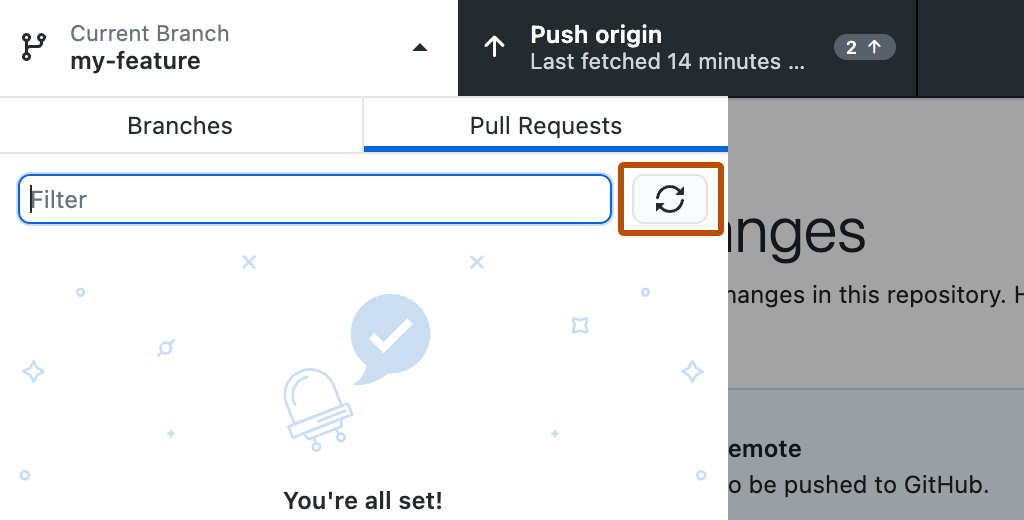 Current Branch
my-feature
Push origin
Last fetched 14 minutes ...
2
Branches
Pull Requests
Filter
anges
hanges in this repository. H
You're all set!
emote
o be pushed to GitHub.